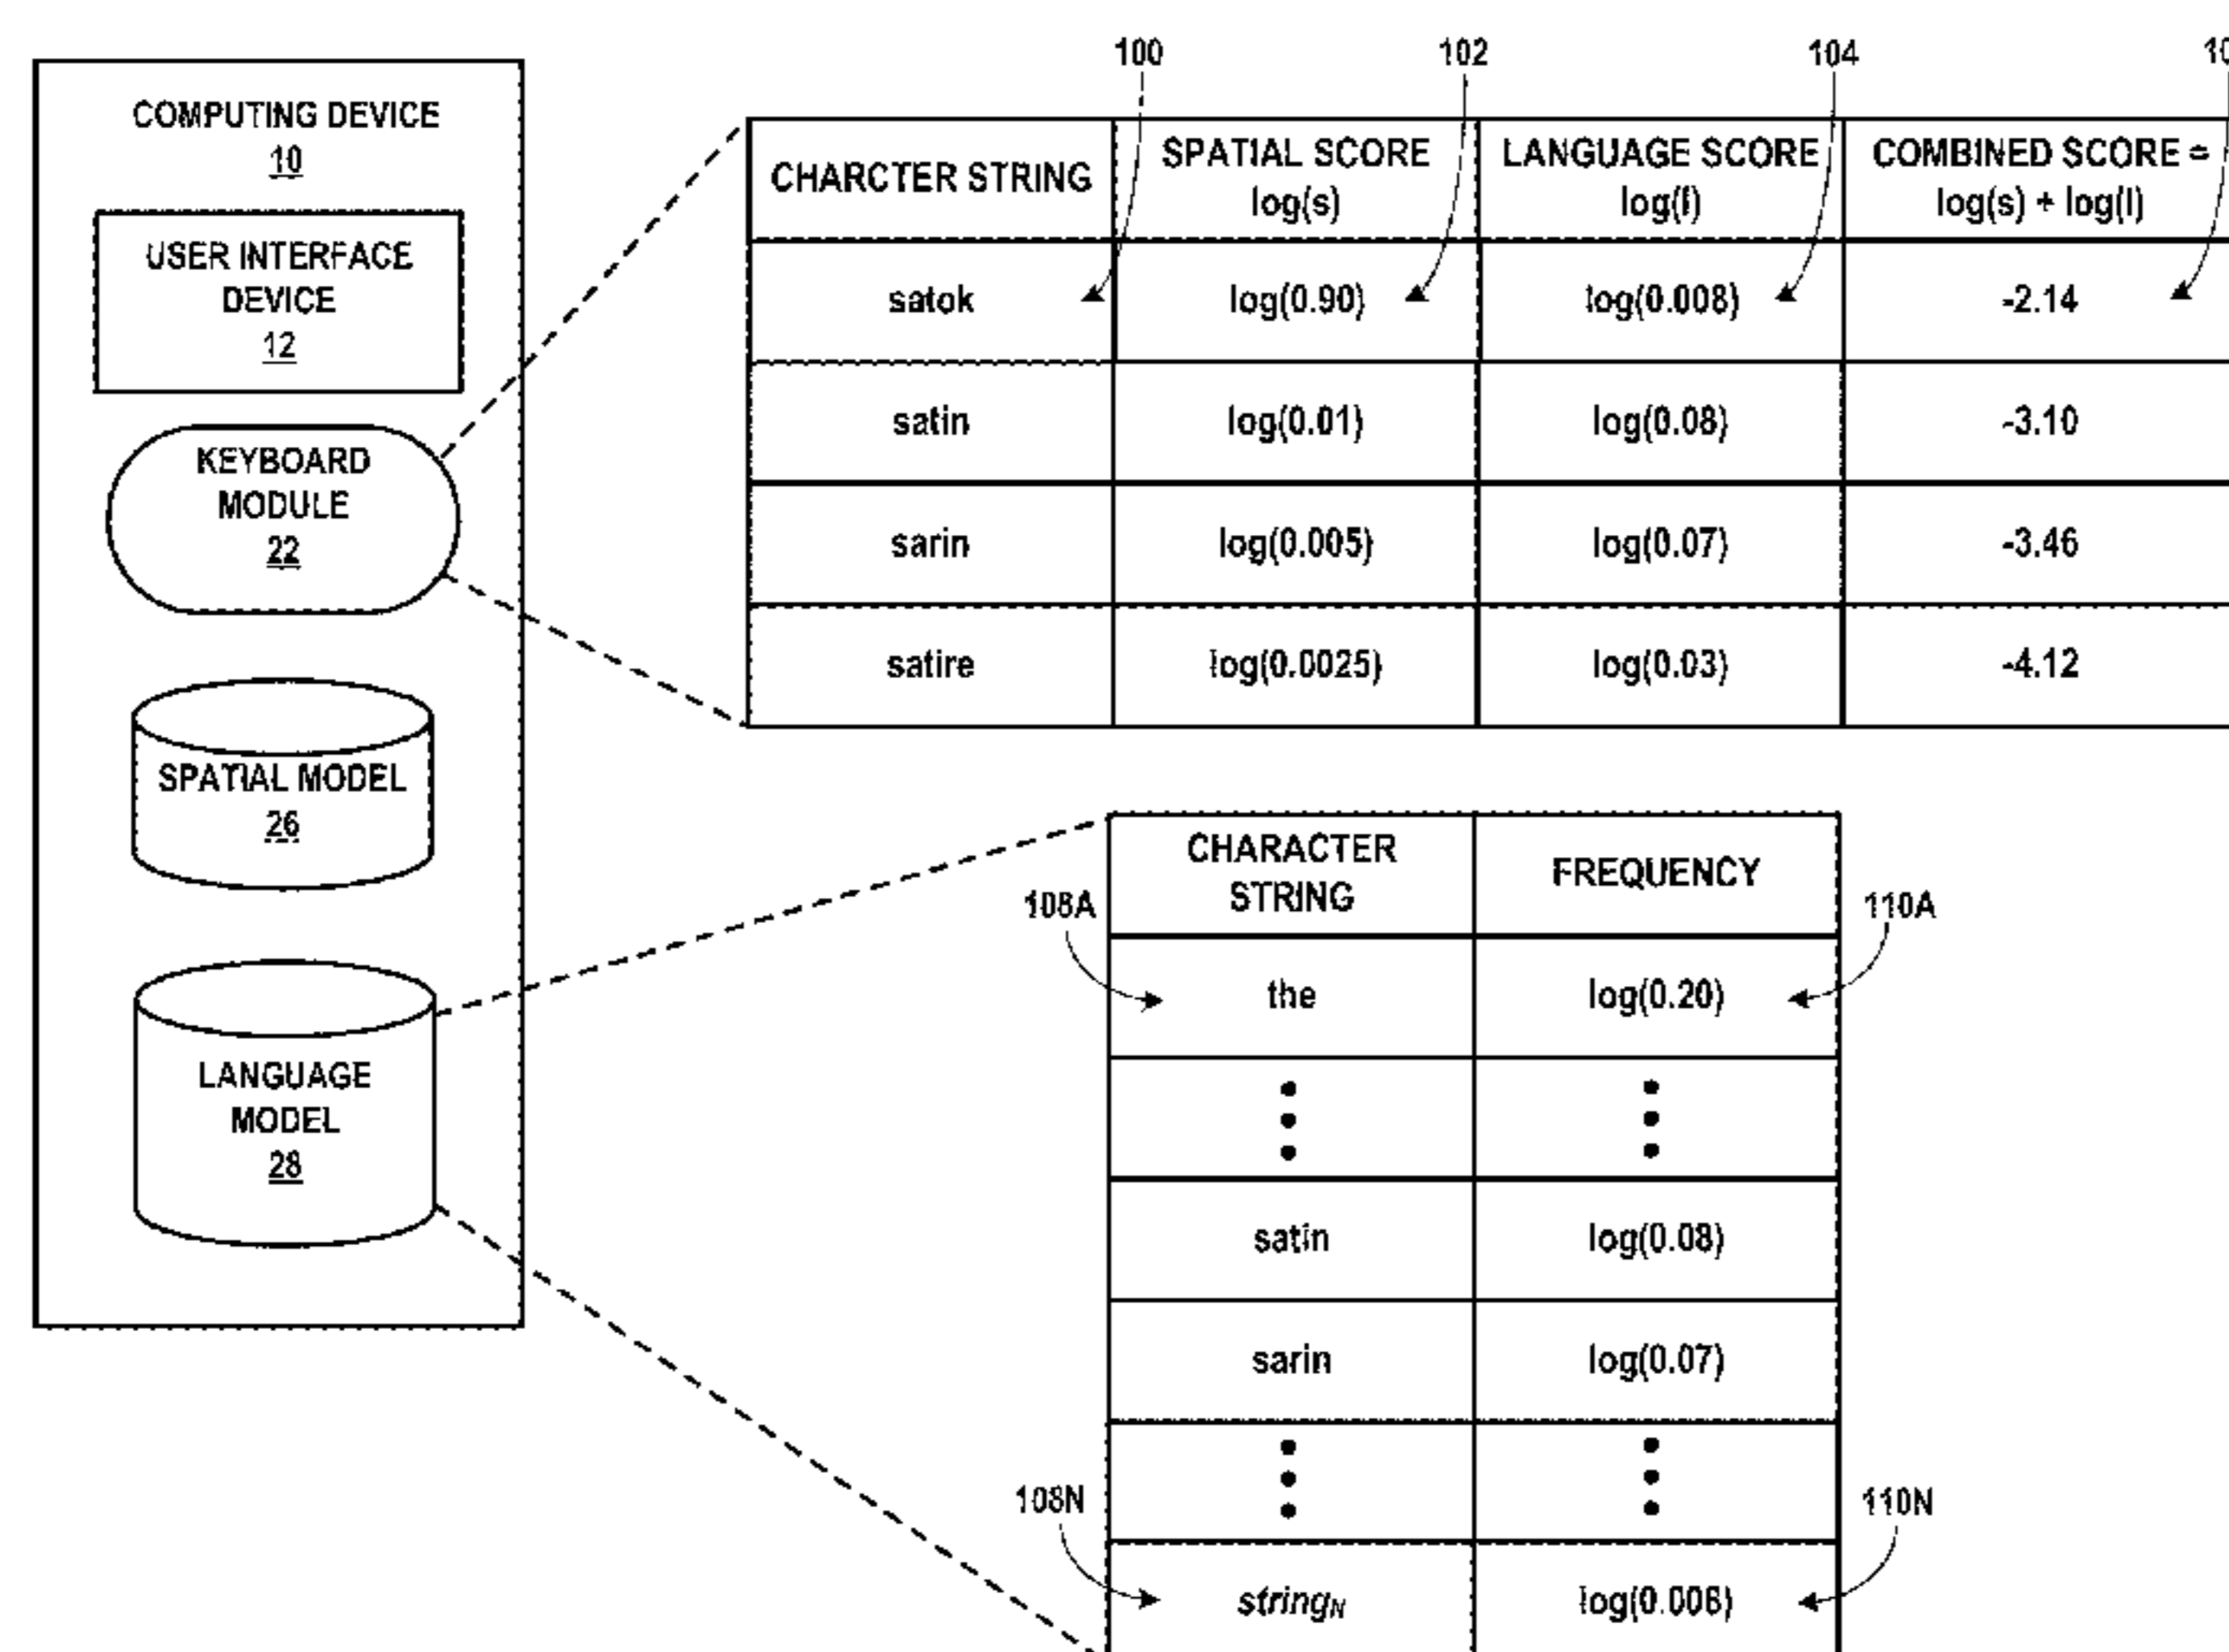 100
102
104
COMPUTING DEVICE
10
USER INTERFACE
DEVICE
12
KEYBOARD
MODULE
22
SPATIAL MODEL
26
LANGUAGE
MODEL
28
CHARCTER STRING
SPATIAL SCORE
log(s)
LANGUAGE SCORE
log(l)
COMBINED SCORE =
log(s) + log(l)
satok
log(0.90)
log(0.008)
-2.14
satin
log(0.01)
log(0.08)
-3.10
sarin
log(0.005)
log(0.07)
-3.46
satire
log(0.0025)
log(0.03)
-4.12
CHARACTER
STRING
FREQUENCY
108A
110A
the
log(0.20)
satin
log(0.08)
sarin
log(0.07)
108N
110N
stringN
log(0.006)